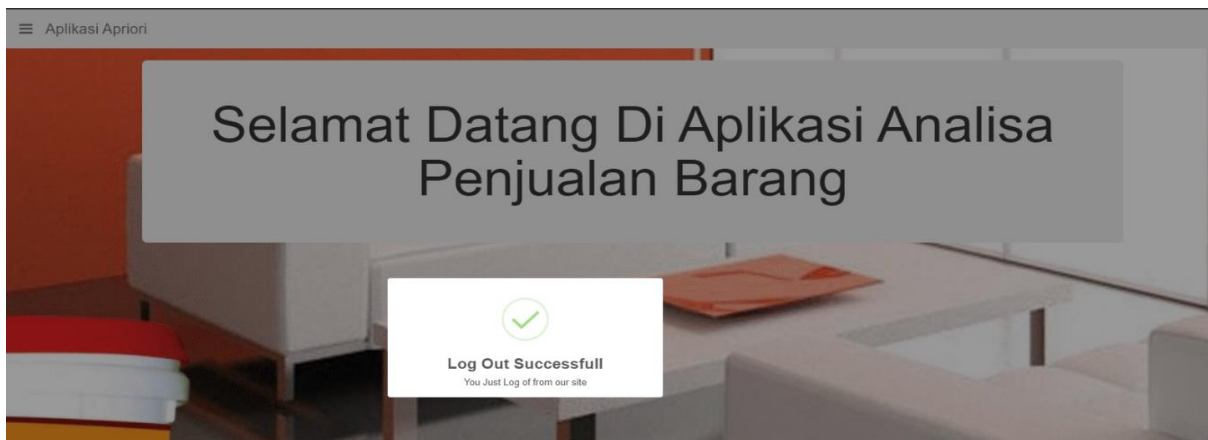 Aplikasi Apriori
Selamat Datang Di Aplikasi Analisa
Penjualan Barang
Log Out Successfull
You Just Log of from our site